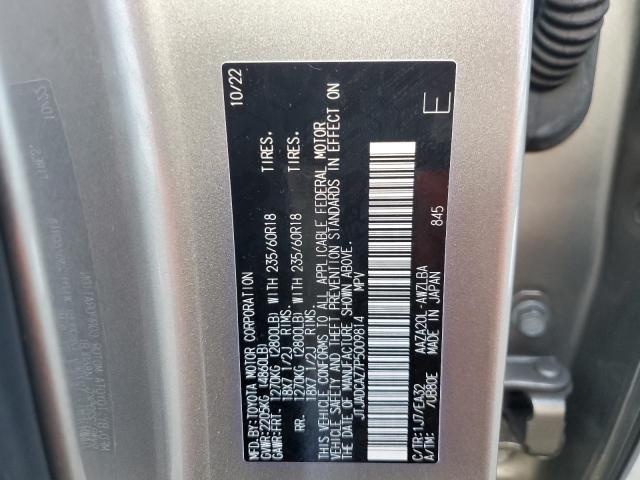 MFD.BY:TOYOTA MOTOR CORPORATION 10/22
GVWR:2205KG (4860LB)
GAWR:FRT. 1270KG (2800LB) WITH 235/60R18 TIRES.
18X7 1/2J RIMS.
RR. 1270KG (2800LB) WITH 235/60R18 TIRES.
18X7 1/2J RIMS.
THIS VEHICLE CONFORMS TO ALL APPLICABLE FEDERAL MOTOR
VEHICLE SAFETY AND THEFT PREVENTION STANDARDS IN EFFECT ON
THE DATE OF MANUFACTURE SHOWN ABOVE.
JTJADCAZ7P5009814 MPV
C/TR:1J7/EA32 AAZA20L-AWZLBA
A/TM: /UB80E MADE IN JAPAN 845
E